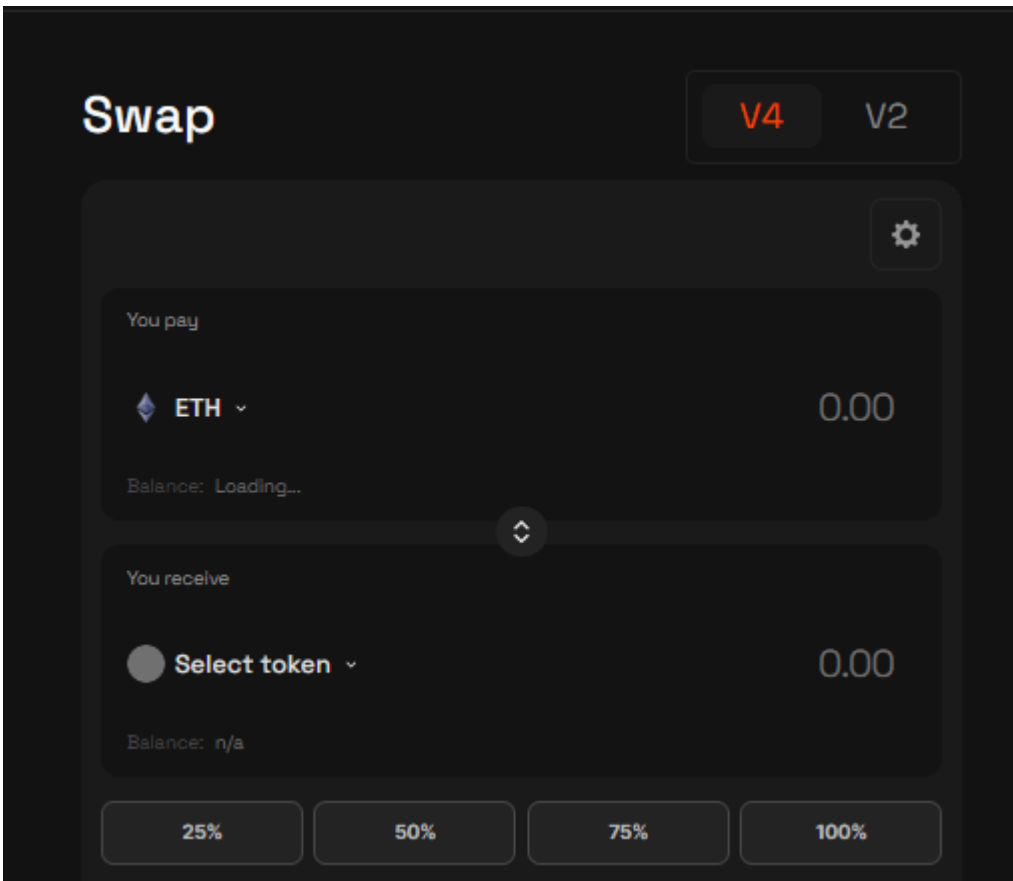 Swap
V4 V2
You pay
ETH 0.00
Balance: Loading...
You receive
Select token 0.00
Balance: n/a
25% 50% 75% 100%